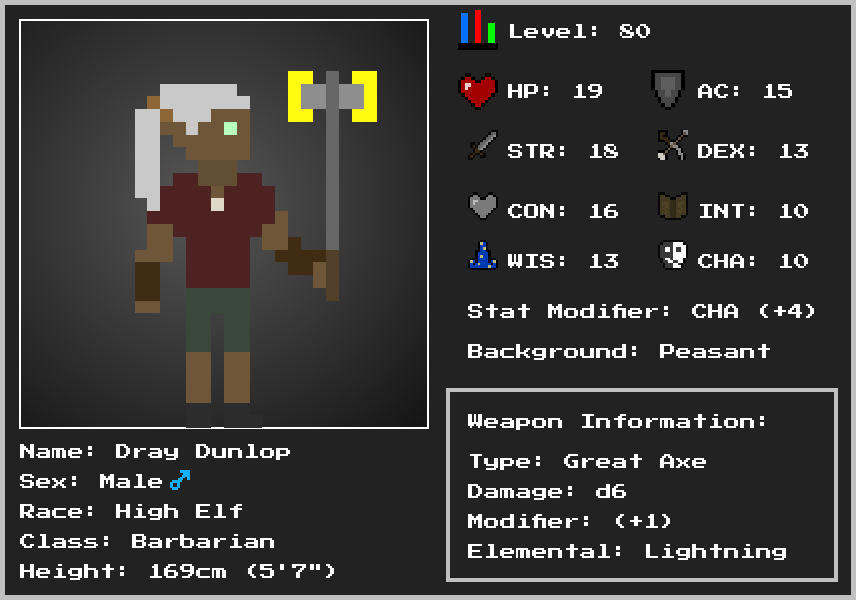 Level: 80
HP: 19
AC: 15
STR: 18
DEX: 13
CON: 16
INT: 10
WIS: 13
CHA: 10
Stat Modifier: CHA (+4)
Background: Peasant
Weapon Information:
Type: Great Axe
Damage: d6
Modifier: (+1)
Elemental: Lightning
Name: Dray Dunlop
Sex: Male ♂
Race: High Elf
Class: Barbarian
Height: 169cm (5'7")